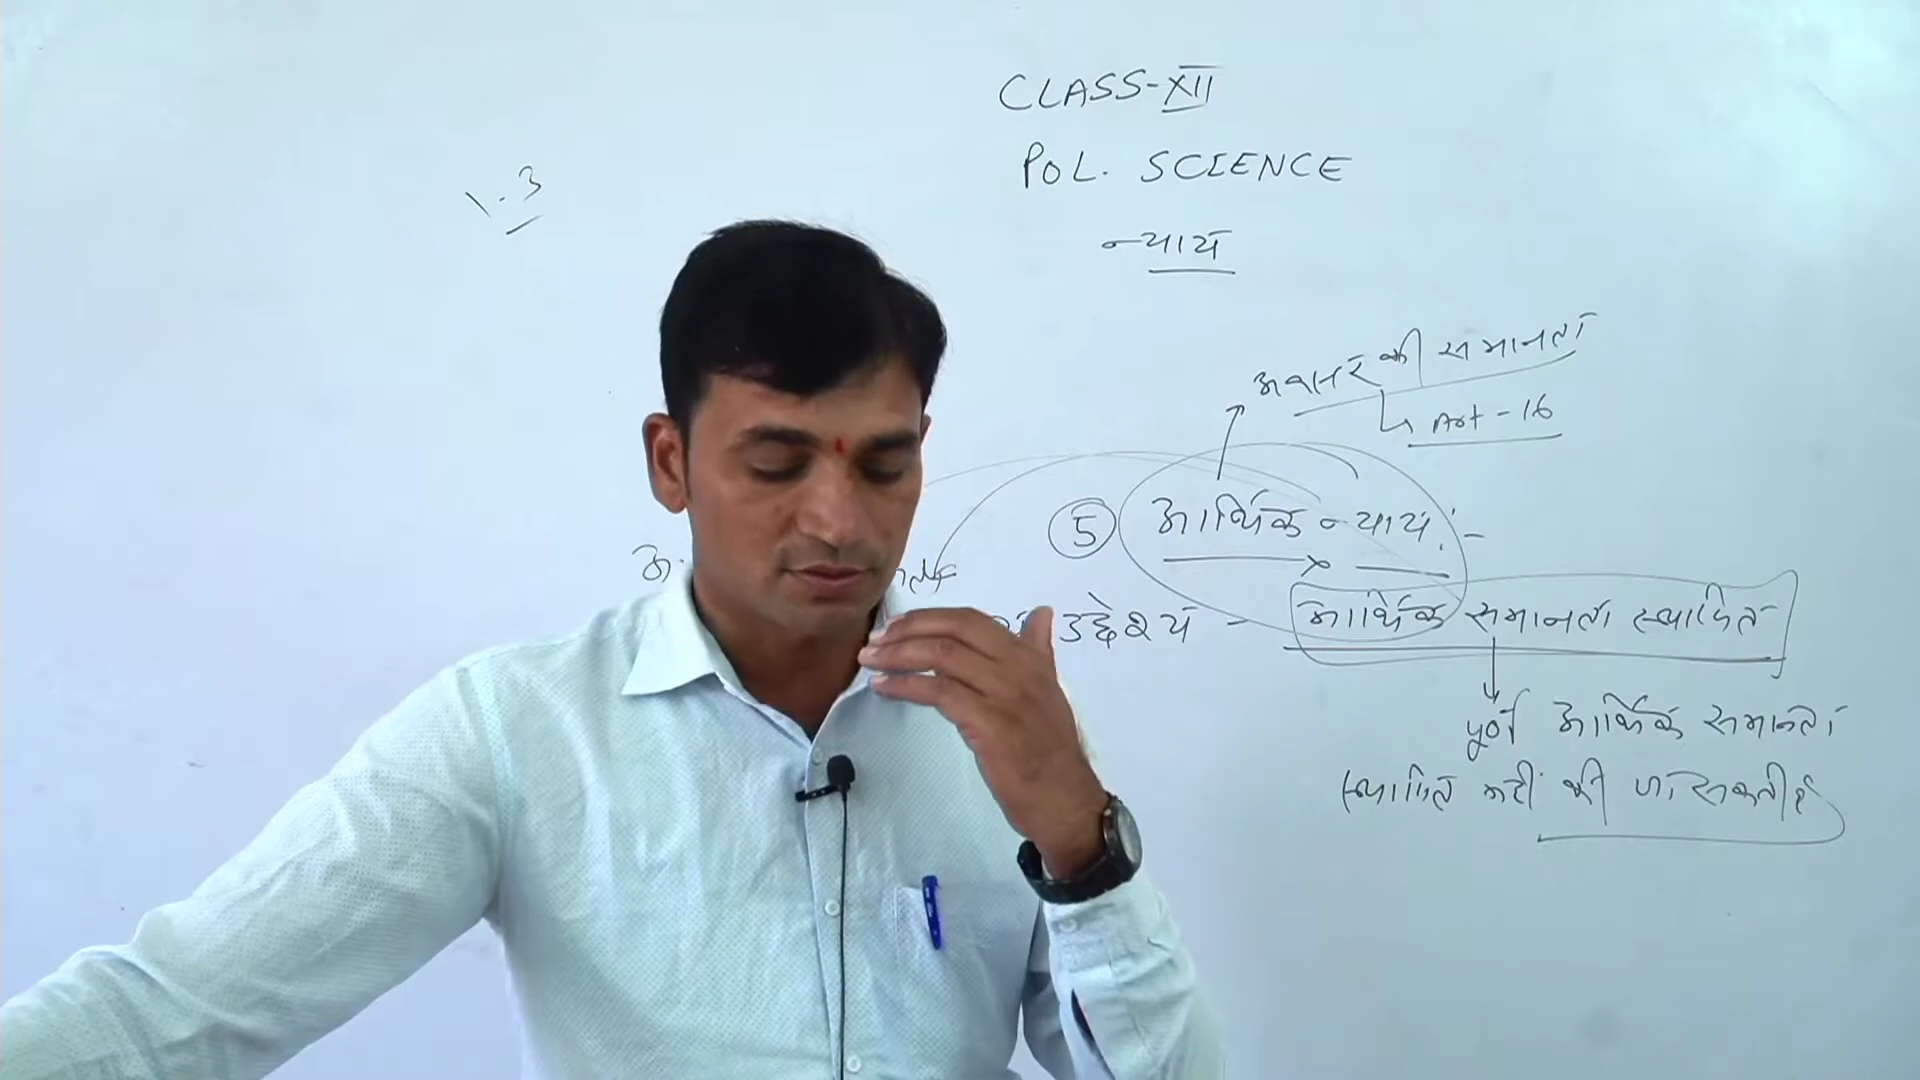 CLASS-XII
POL. SCIENCE
1.3
न्याय
अवसर की समानता
Art-16
5 आर्थिक न्याय:-
उद्देश्य - आर्थिक समानता स्थापित
पूर्ण आर्थिक समानता
स्थापित नहीं की जा सकती है